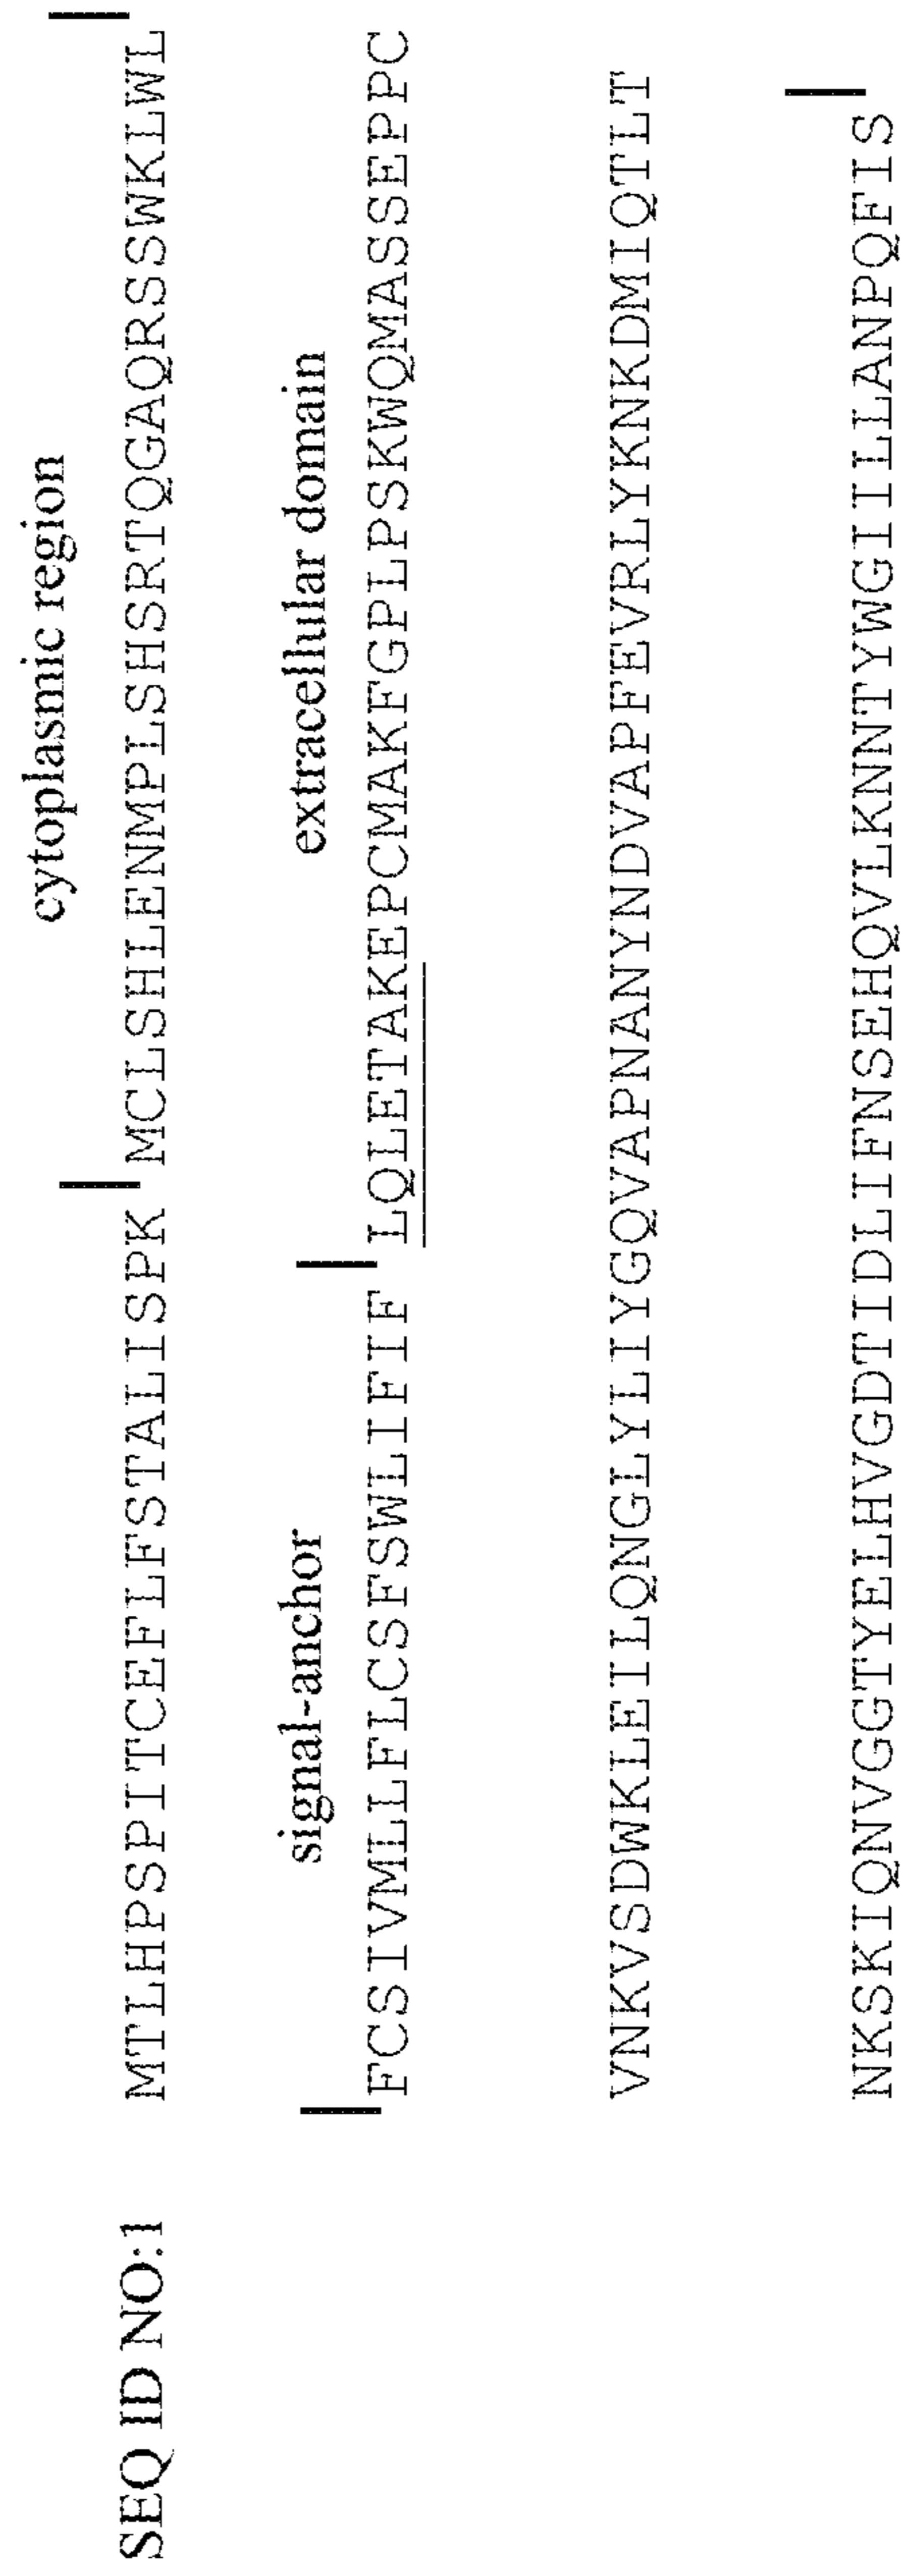 cytoplasmic region
SEQ ID NO:1 MTLHPSPITCEFLFSTALISPK MCLSHLENMPLSHSRTQGAQRSSWKLWL
signal-anchor extracellular domain
FCSIVMLLFLCSFSWLIFIF LQLETAKEPCMAKFGPLPSKWQMASSEPPC
VNKVSDWKLEILQNGLYLIYGQVAPNANYNDVAPFEVRLYKNKDMIQTLT
NKSKIQNVGGTYELHVGDTIDLIFNSEHQVLKNNTYWGIILLANPQFIS